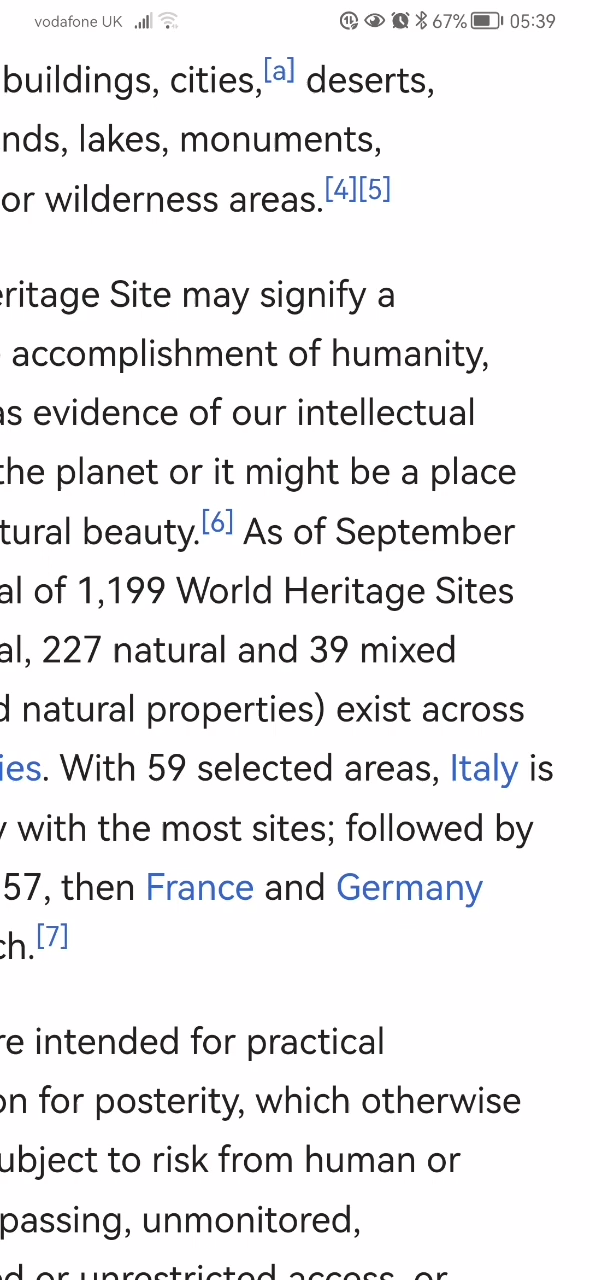 vodafone UK 67% 05:39
buildings, cities,[a] deserts,
nds, lakes, monuments,
or wilderness areas.[4][5]
eritage Site may signify a
accomplishment of humanity,
as evidence of our intellectual
the planet or it might be a place
tural beauty.[6] As of September
al of 1,199 World Heritage Sites
al, 227 natural and 39 mixed
d natural properties) exist across
ies. With 59 selected areas, Italy is
y with the most sites; followed by
57, then France and Germany
ch.[7]
re intended for practical
on for posterity, which otherwise
ubject to risk from human or
passing, unmonitored,
ed or unrestricted access, or